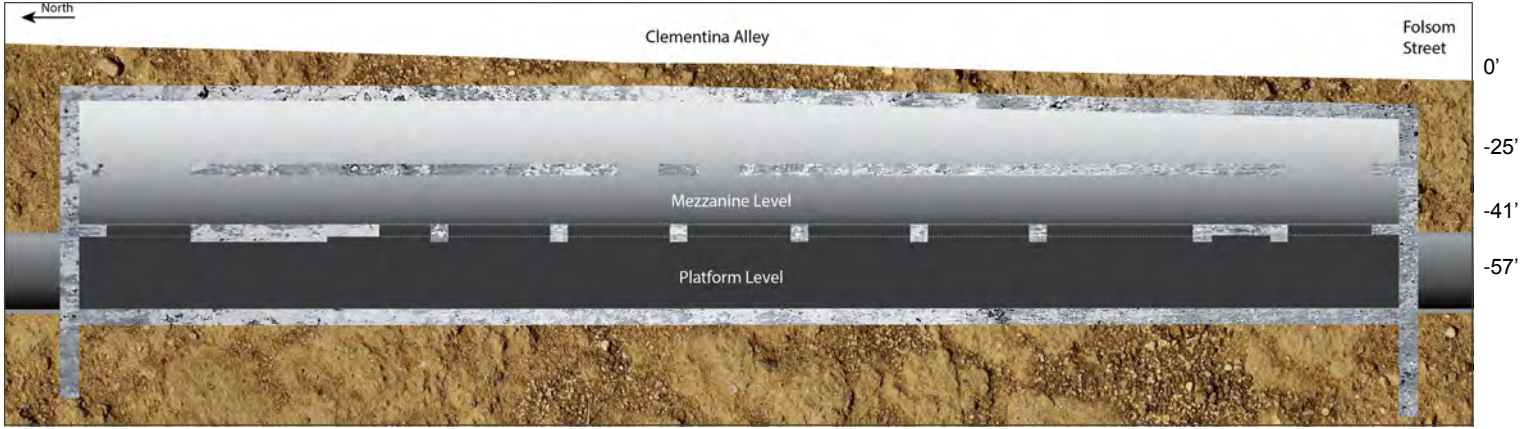 North
Clementina Alley
Folsom
Street
0’
-25’
Mezzanine Level
-41’
-57’
Platform Level